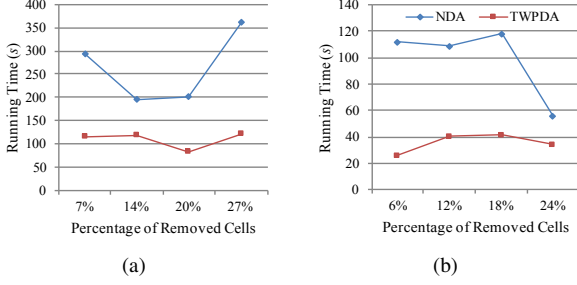 400
350
300
250
200
150
100
50
0
Running Time (s)
7% 14% 20% 27%
Percentage of Removed Cells
(a)
NDA TWPDA
140
120
100
80
60
40
20
0
Running Time (s)
6% 12% 18% 24%
Percentage of Removed Cells
(b)